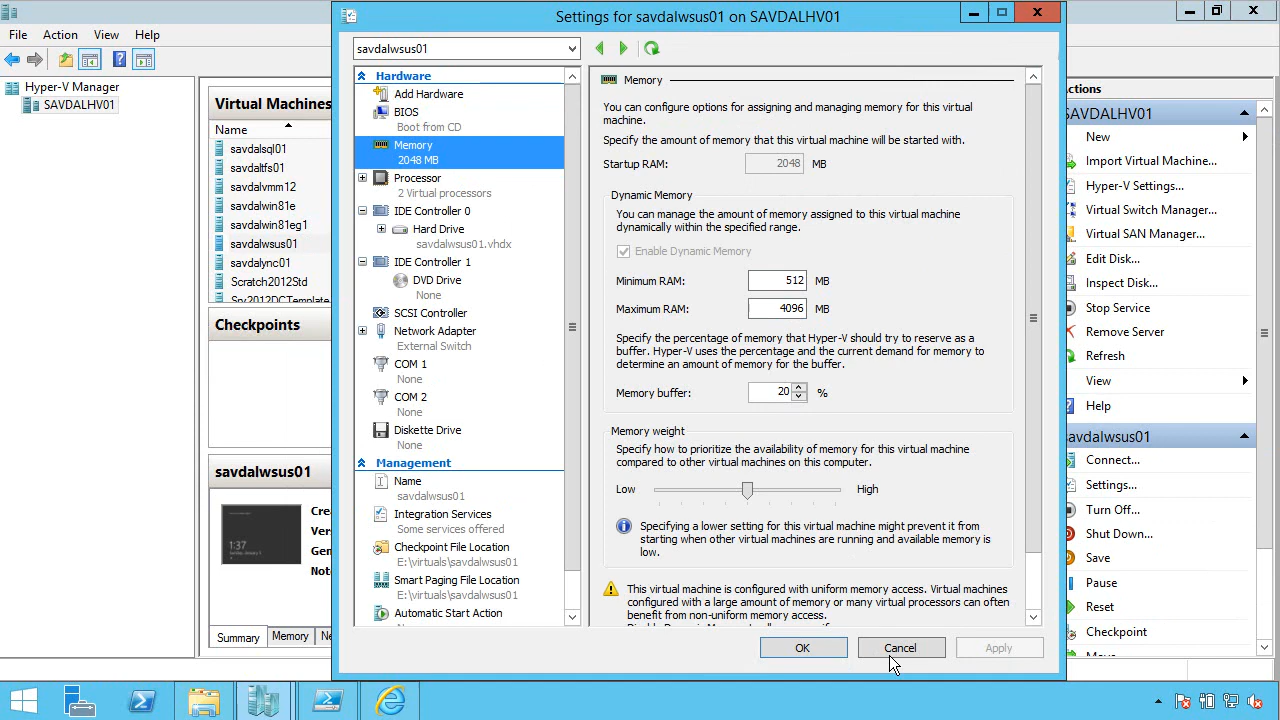 Settings for savdalwsus01 on SAVDALHV01
File Action View Help
Hyper-V Manager
SAVDALHV01
Virtual Machines
Name
savdalsql01
savdaltfs01
savdalvmm12
savdalwin81e
savdalwin81eg1
savdalwsus01
savdalync01
Scratch2012Std
Srv2012DCTemplate
Checkpoints
savdalwsus01
1:37
Summary Memory
savdalwsus01
Hardware
Add Hardware
BIOS
Boot from CD
Memory
2048 MB
Processor
2 Virtual processors
IDE Controller 0
Hard Drive
savdalwsus01.vhdx
IDE Controller 1
DVD Drive
None
SCSI Controller
Network Adapter
External Switch
COM 1
None
COM 2
None
Diskette Drive
None
Management
Name
savdalwsus01
Integration Services
Some services offered
Checkpoint File Location
E:\virtuals\savdalwsus01
Smart Paging File Location
E:\virtuals\savdalwsus01
Automatic Start Action
Memory
You can configure options for assigning and managing memory for this virtual
machine.
Specify the amount of memory that this virtual machine will be started with.
Startup RAM: 2048 MB
Dynamic Memory
You can manage the amount of memory assigned to this virtual machine
dynamically within the specified range.
Enable Dynamic Memory
Minimum RAM: 512 MB
Maximum RAM: 4096 MB
Specify the percentage of memory that Hyper-V should try to reserve as a
buffer. Hyper-V uses the percentage and the current demand for memory to
determine an amount of memory for the buffer.
Memory buffer: 20 %
Memory weight
Specify how to prioritize the availability of memory for this virtual machine
compared to other virtual machines on this computer.
Low High
Specifying a lower setting for this virtual machine might prevent it from
starting when other virtual machines are running and available memory is
low.
This virtual machine is configured with uniform memory access. Virtual machines
configured with a large amount of memory or many virtual processors can often
benefit from non-uniform memory access.
OK Cancel Apply
ctions
SAVDALHV01
New
Import Virtual Machine...
Hyper-V Settings...
Virtual Switch Manager...
Virtual SAN Manager...
Edit Disk...
Inspect Disk...
Stop Service
Remove Server
Refresh
View
Help
savdalwsus01
Connect...
Settings...
Turn Off...
Shut Down...
Save
Pause
Reset
Checkpoint